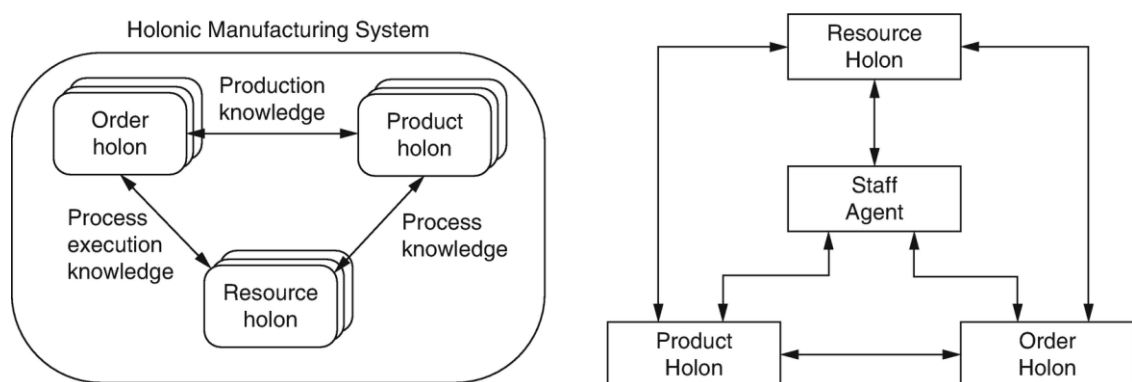 Holonic Manufacturing System
Order
holon
Production
knowledge
Product
holon
Process
execution
knowledge
Process
knowledge
Resource
holon
Resource
Holon
Staff
Agent
Product
Holon
Order
Holon